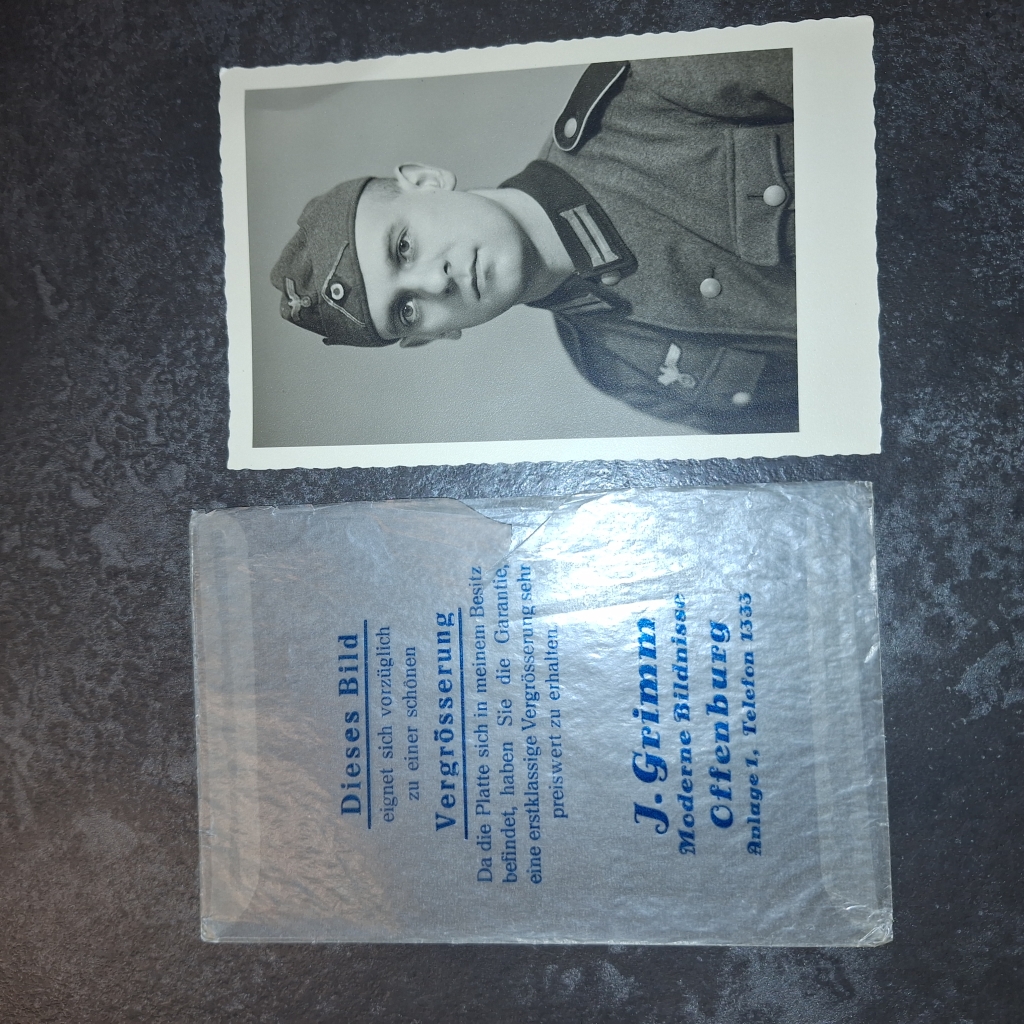 Dieses Bild
eignet sich vorzüglich
zu einer schönen
Vergrösserung
Da die Platte sich in meinem Besitz
befindet, haben Sie die Garantie,
eine erstklassige Vergrösserung sehr
preiswert zu erhalten.
J. Grimm
Moderne Bildnisse
Offenburg
Anlage 1, Telefon 1333